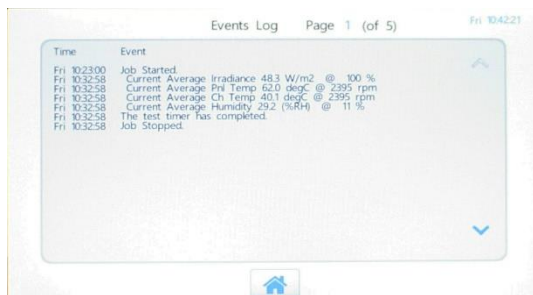 Events Log Page 1 (of 5) Fri 10:42:21
Time Event
Fri 10:23:00 Job Started.
Fri 10:32:58 Current Average Irradiance 48.3 W/m2 @ 100 %
Fri 10:32:58 Current Average Pnl Temp 62.0 degC @ 2395 rpm
Fri 10:32:58 Current Average Ch Temp 40.1 degC @ 2395 rpm
Fri 10:32:58 Current Average Humidity 29.2 (%RH) @ 11 %
Fri 10:32:58 The test timer has completed.
Fri 10:32:58 Job Stopped.